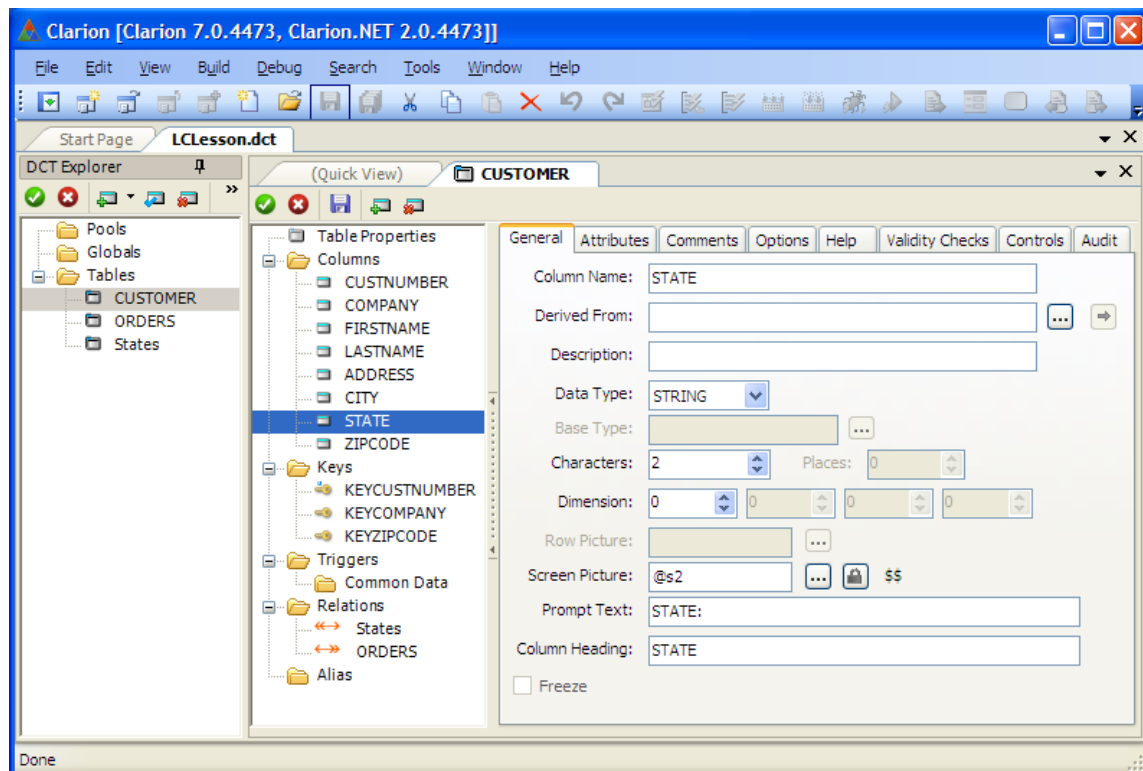 Clarion [Clarion 7.0.4473, Clarion.NET 2.0.4473]]
File Edit View Build Debug Search Tools Window Help
Start Page LCLesson.dct
DCT Explorer
Pools
Globals
Tables
CUSTOMER
ORDERS
States
(Quick View) CUSTOMER
Table Properties
Columns
CUSTNUMBER
COMPANY
FIRSTNAME
LASTNAME
ADDRESS
CITY
STATE
ZIPCODE
Keys
KEYCUSTNUMBER
KEYCOMPANY
KEYZIPCODE
Triggers
Common Data
Relations
States
ORDERS
Alias
General Attributes Comments Options Help Validity Checks Controls Audit
Column Name: STATE
Derived From: ...
Description:
Data Type: STRING
Base Type: ...
Characters: 2 Places: 0
Dimension: 0 0 0 0
Row Picture: ...
Screen Picture: @s2 ... $$
Prompt Text: STATE:
Column Heading: STATE
Freeze
Done